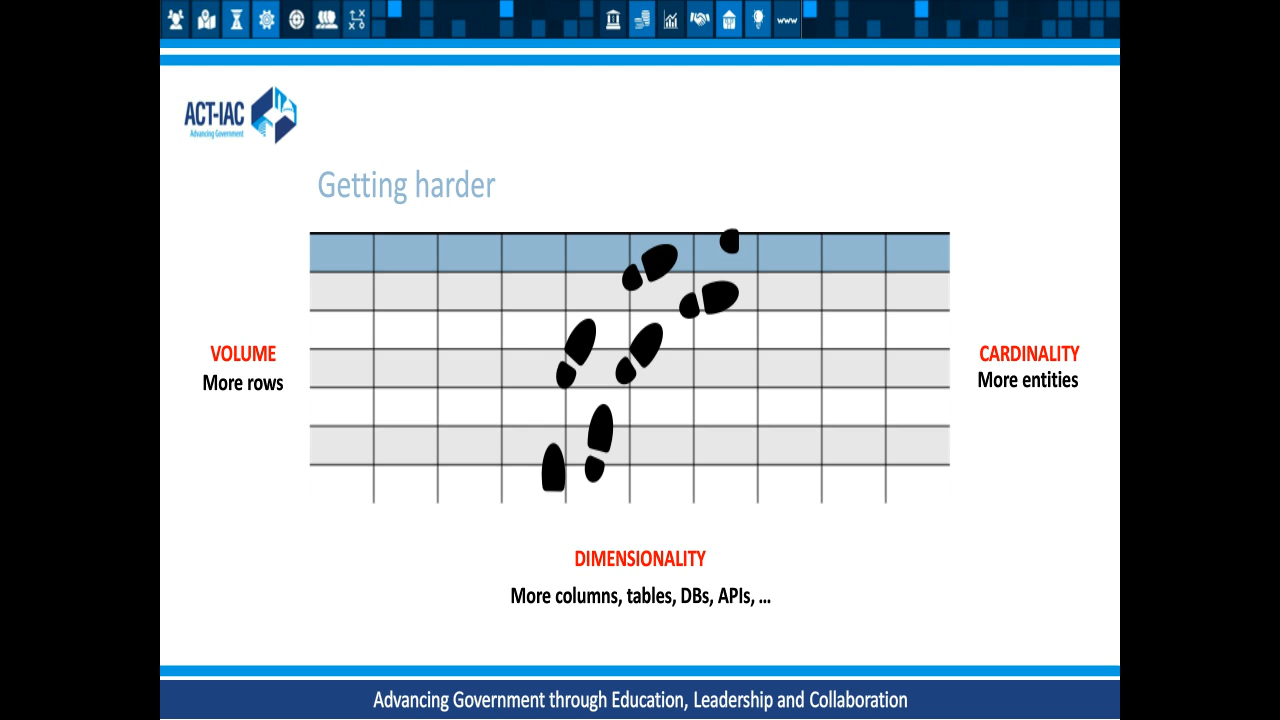 www
ACT-IAC
Advancing Government
Getting harder
VOLUME
More rows
CARDINALITY
More entities
DIMENSIONALITY
More columns, tables, DBs, APIs, ...
Advancing Government through Education, Leadership and Collaboration